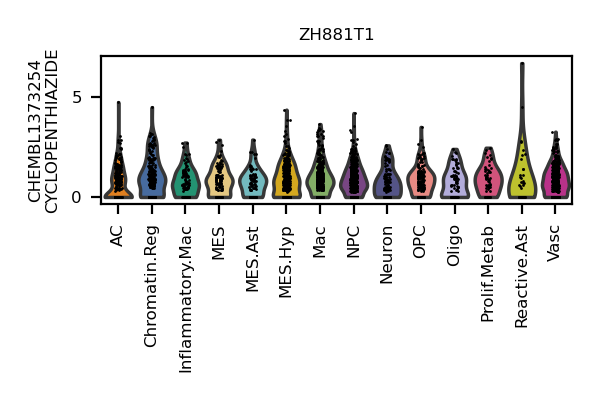 ZH881T1
CHEMBL1373254
CYCLOPENTHIAZIDE
5
0
AC
Chromatin.Reg
Inflammatory.Mac
MES
MES.Ast
MES.Hyp
Mac
NPC
Neuron
OPC
Oligo
Prolif.Metab
Reactive.Ast
Vasc